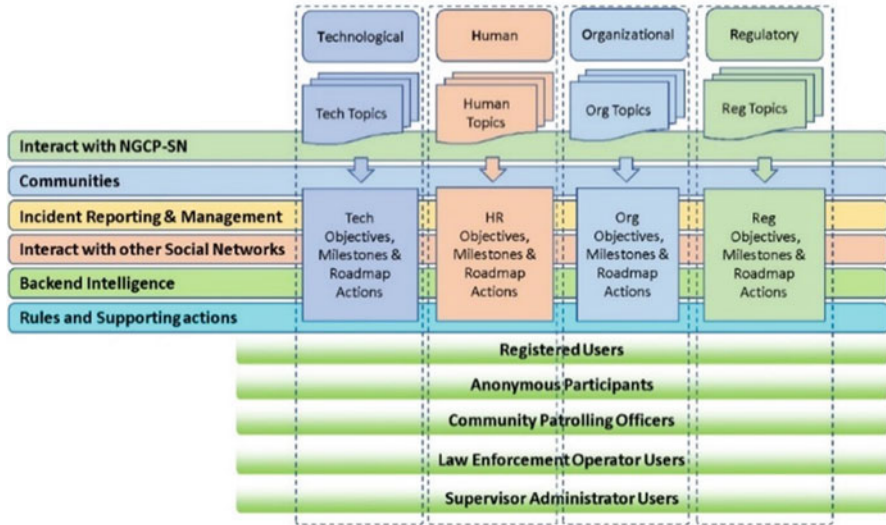 Technological
Human
Organizational
Regulatory
Tech Topics
Human
Topics
Org Topics
Reg Topics
Interact with NGCP-SN
Communities
Incident Reporting & Management
Interact with other Social Networks
Backend Intelligence
Rules and Supporting actions
Tech
Objectives,
Milestones &
Roadmap
Actions
HR
Objectives,
Milestones &
Roadmap
Actions
Org
Objectives,
Milestones &
Roadmap
Actions
Reg
Objectives,
Milestones &
Roadmap
Actions
Registered Users
Anonymous Participants
Community Patrolling Officers
Law Enforcement Operator Users
Supervisor Administrator Users